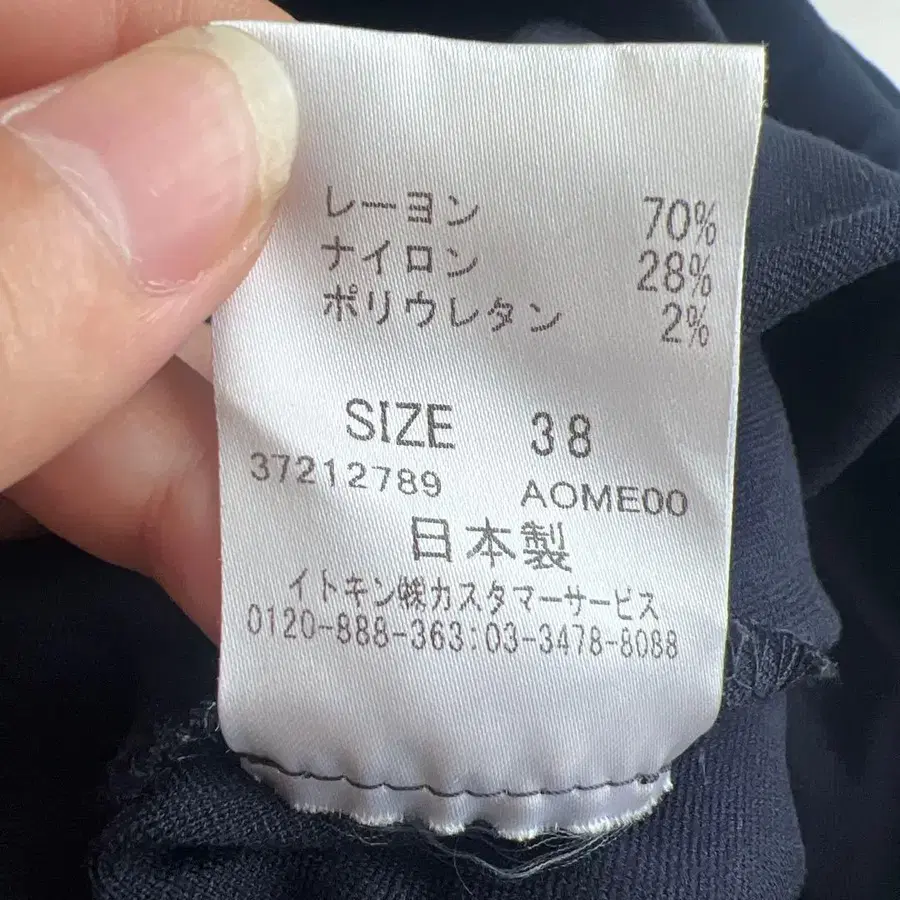 レーヨン 70%
ナイロン 28%
ポリウレタン 2%
SIZE 38
37212789 AOME00
日本製
イトキン㈱カスタマーサービス
0120-888-363:03-3478-8088